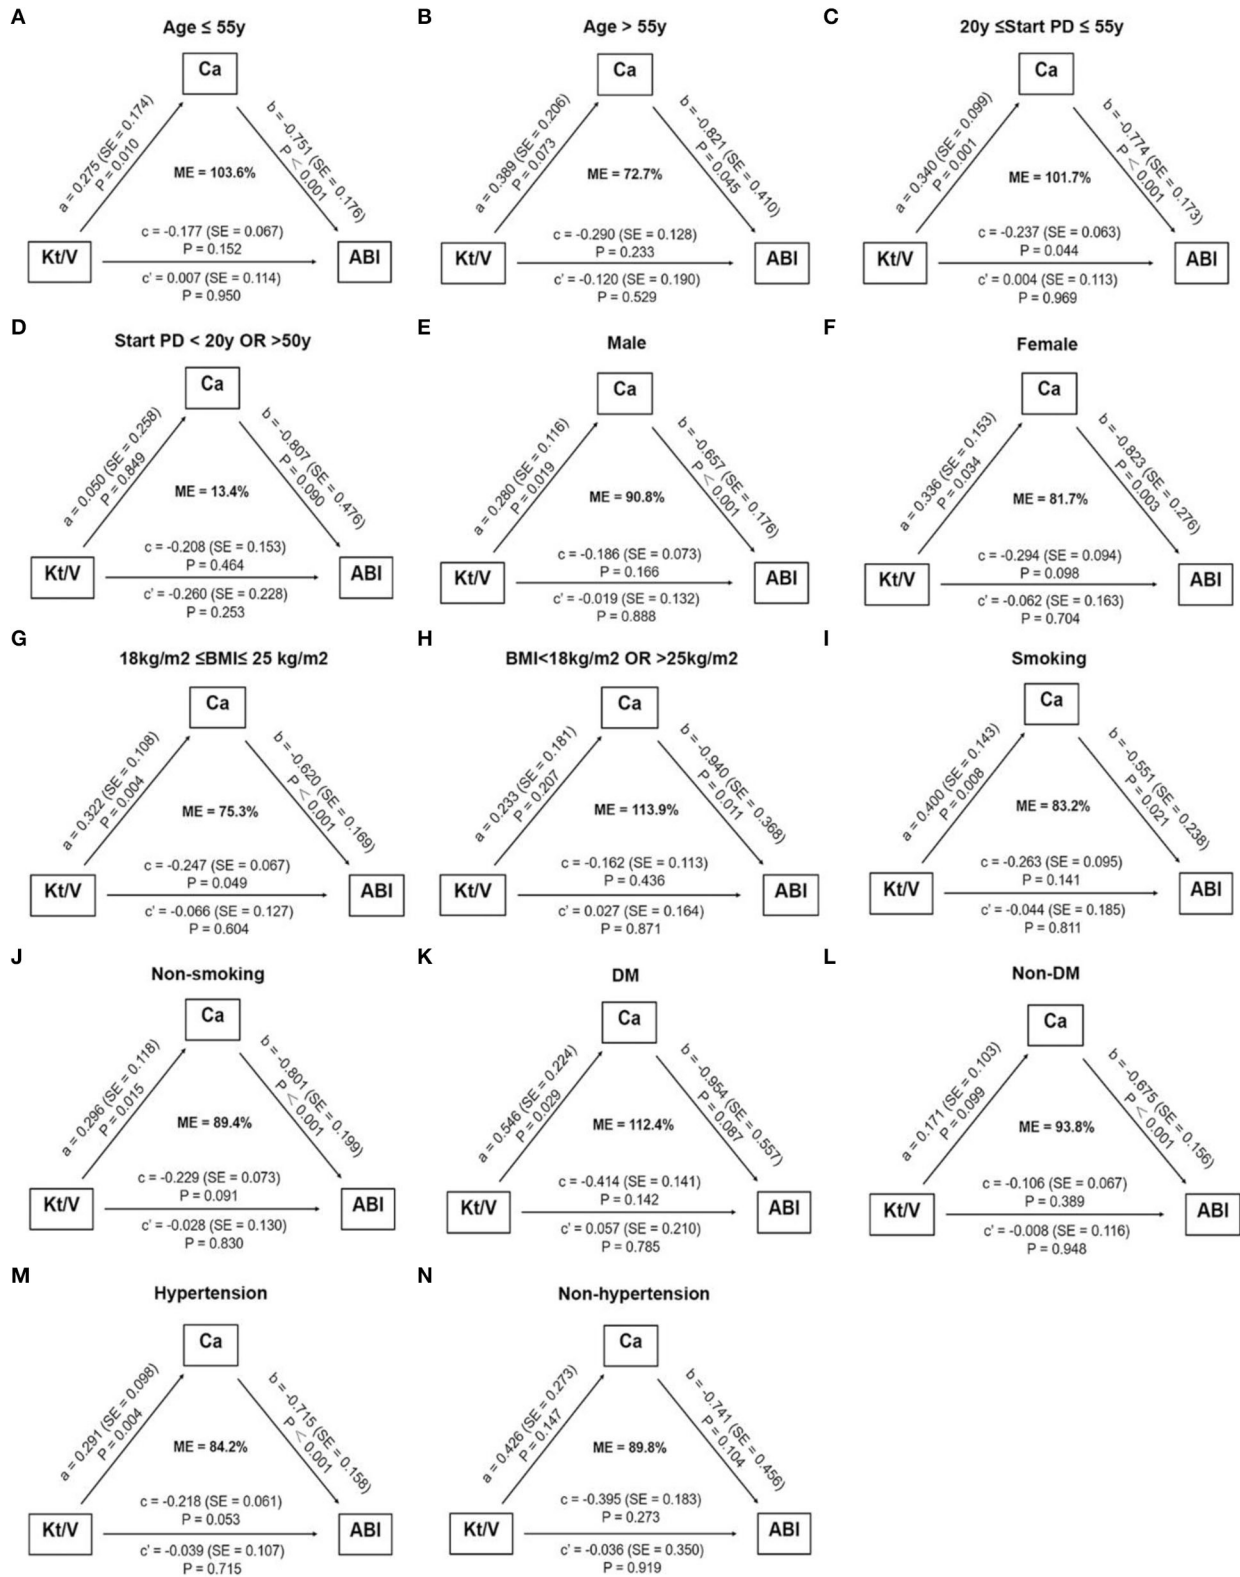 A
Age ≤ 55y
Ca
a = 0.275 (SE = 0.174)
P = 0.010
b = -0.751 (SE = 0.176)
P < 0.001
ME = 103.6%
c = -0.177 (SE = 0.067)
P = 0.152
Kt/V
ABI
c' = 0.007 (SE = 0.114)
P = 0.950
B
Age > 55y
Ca
a = 0.389 (SE = 0.206)
P = 0.073
b = -0.821 (SE = 0.410)
P = 0.045
ME = 72.7%
c = -0.290 (SE = 0.128)
P = 0.233
Kt/V
ABI
c' = -0.120 (SE = 0.190)
P = 0.529
C
20y ≤Start PD ≤ 55y
Ca
a = 0.340 (SE = 0.099)
P = 0.001
b = -0.774 (SE = 0.173)
P < 0.001
ME = 101.7%
c = -0.237 (SE = 0.063)
P = 0.044
Kt/V
ABI
c' = 0.004 (SE = 0.113)
P = 0.969
D
Start PD < 20y OR >50y
Ca
a = 0.050 (SE = 0.258)
P = 0.849
b = -0.807 (SE = 0.476)
P = 0.090
ME = 13.4%
c = -0.208 (SE = 0.153)
P = 0.464
Kt/V
ABI
c' = -0.260 (SE = 0.228)
P = 0.253
E
Male
Ca
a = 0.280 (SE = 0.116)
P = 0.019
b = -0.657 (SE = 0.176)
P < 0.001
ME = 90.8%
c = -0.186 (SE = 0.073)
P = 0.166
Kt/V
ABI
c' = -0.019 (SE = 0.132)
P = 0.888
F
Female
Ca
a = 0.336 (SE = 0.153)
P = 0.034
b = -0.823 (SE = 0.276)
P = 0.003
ME = 81.7%
c = -0.294 (SE = 0.094)
P = 0.098
Kt/V
ABI
c' = -0.062 (SE = 0.163)
P = 0.704
G
18kg/m2 ≤BMI≤ 25 kg/m2
Ca
a = 0.322 (SE = 0.108)
P = 0.004
b = -0.620 (SE = 0.169)
P < 0.001
ME = 75.3%
c = -0.247 (SE = 0.067)
P = 0.049
Kt/V
ABI
c' = -0.066 (SE = 0.127)
P = 0.604
H
BMI<18kg/m2 OR >25kg/m2
Ca
a = 0.233 (SE = 0.181)
P = 0.207
b = -0.940 (SE = 0.368)
P = 0.011
ME = 113.9%
c = -0.162 (SE = 0.113)
P = 0.436
Kt/V
ABI
c' = 0.027 (SE = 0.164)
P = 0.871
I
Smoking
Ca
a = 0.400 (SE = 0.143)
P = 0.008
b = -0.551 (SE = 0.238)
P = 0.021
ME = 83.2%
c = -0.263 (SE = 0.095)
P = 0.141
Kt/V
ABI
c' = -0.044 (SE = 0.185)
P = 0.811
J
Non-smoking
Ca
a = 0.296 (SE = 0.118)
P = 0.015
b = -0.801 (SE = 0.199)
P < 0.001
ME = 89.4%
c = -0.229 (SE = 0.073)
P = 0.091
Kt/V
ABI
c' = -0.028 (SE = 0.130)
P = 0.830
K
DM
Ca
a = 0.546 (SE = 0.224)
P = 0.029
b = -0.954 (SE = 0.557)
P = 0.087
ME = 112.4%
c = -0.414 (SE = 0.141)
P = 0.142
Kt/V
ABI
c' = 0.057 (SE = 0.210)
P = 0.785
L
Non-DM
Ca
a = 0.171 (SE = 0.103)
P = 0.099
b = -0.675 (SE = 0.156)
P < 0.001
ME = 93.8%
c = -0.106 (SE = 0.067)
P = 0.389
Kt/V
ABI
c' = -0.008 (SE = 0.116)
P = 0.948
M
Hypertension
Ca
a = 0.291 (SE = 0.098)
P = 0.004
b = -0.715 (SE = 0.158)
P < 0.001
ME = 84.2%
c = -0.218 (SE = 0.061)
P = 0.053
Kt/V
ABI
c' = -0.039 (SE = 0.107)
P = 0.715
N
Non-hypertension
Ca
a = 0.426 (SE = 0.273)
P = 0.147
b = -0.741 (SE = 0.456)
P = 0.104
ME = 89.8%
c = -0.395 (SE = 0.183)
P = 0.273
Kt/V
ABI
c' = -0.036 (SE = 0.350)
P = 0.919